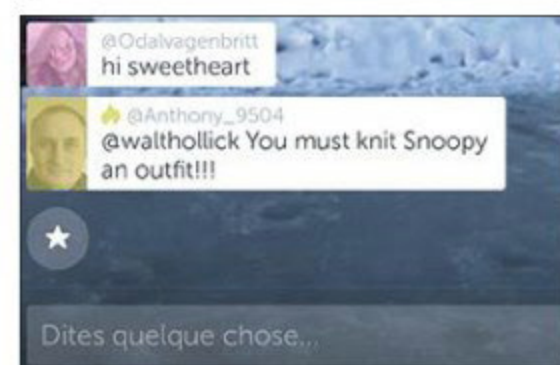 @Odalvagenbritt
hi sweetheart
@Anthony_9504
@walthollick You must knit Snoopy
an outfit!!!
Dites quelque chose...